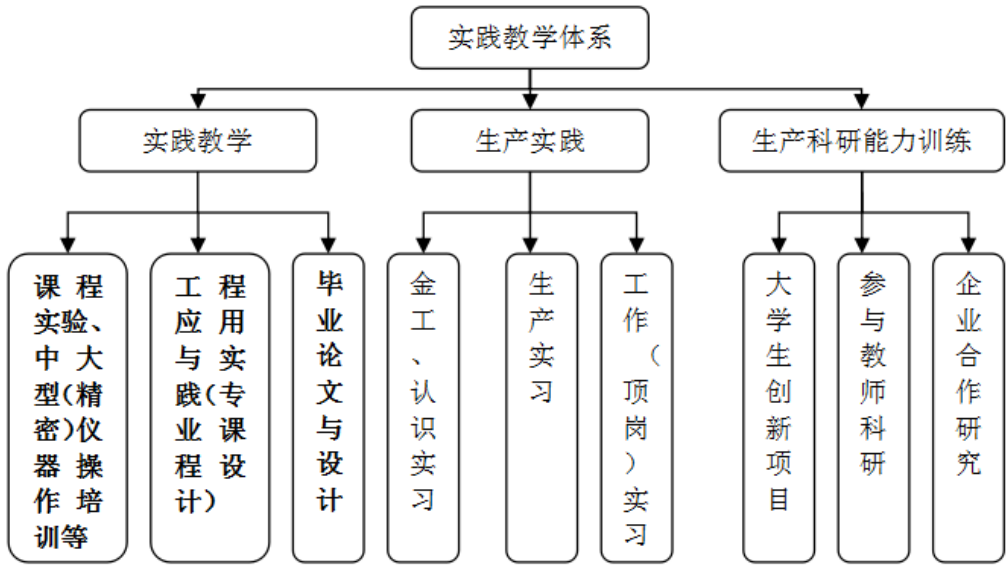 实践教学体系
实践教学
生产实践
生产科研能力训练
课程
实验、
中大
型(精
密)仪
器操
作培
训等
工程
应用
与实
践(专
业课
程设
计)
毕业论文与设计
金工、认识实习
生产实习
工作（顶岗）实习
大学生创新项目
参与教师科研
企业合作研究